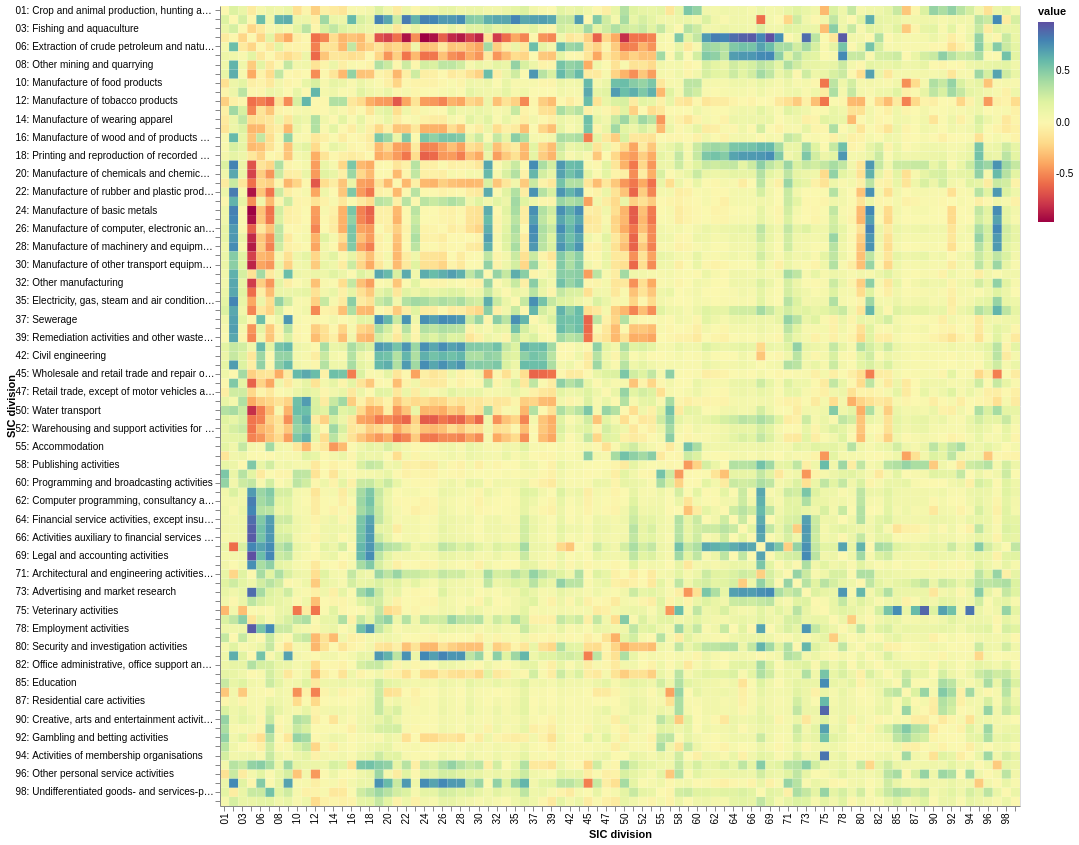 01: Crop and animal production, hunting a…
03: Fishing and aquaculture
06: Extraction of crude petroleum and natu…
08: Other mining and quarrying
10: Manufacture of food products
12: Manufacture of tobacco products
14: Manufacture of wearing apparel
16: Manufacture of wood and of products …
18: Printing and reproduction of recorded …
20: Manufacture of chemicals and chemic…
22: Manufacture of rubber and plastic prod…
24: Manufacture of basic metals
26: Manufacture of computer, electronic an…
28: Manufacture of machinery and equipm…
30: Manufacture of other transport equipm…
32: Other manufacturing
35: Electricity, gas, steam and air condition…
37: Sewerage
39: Remediation activities and other waste…
42: Civil engineering
45: Wholesale and retail trade and repair o…
47: Retail trade, except of motor vehicles a…
50: Water transport
52: Warehousing and support activities for …
55: Accommodation
58: Publishing activities
60: Programming and broadcasting activities
62: Computer programming, consultancy a…
64: Financial service activities, except insu…
66: Activities auxiliary to financial services …
69: Legal and accounting activities
71: Architectural and engineering activities…
73: Advertising and market research
75: Veterinary activities
78: Employment activities
80: Security and investigation activities
82: Office administrative, office support an…
85: Education
87: Residential care activities
90: Creative, arts and entertainment activit…
92: Gambling and betting activities
94: Activities of membership organisations
96: Other personal service activities
98: Undifferentiated goods- and services-p…
SIC division
01 03 06 08 10 12 14 16 18 20 22 24 26 28 30 32 35 37 39 42 45 47 50 52 55 58 60 62 64 66 69 71 73 75 78 80 82 85 87 90 92 94 96 98
SIC division
value
0.5
0.0
-0.5